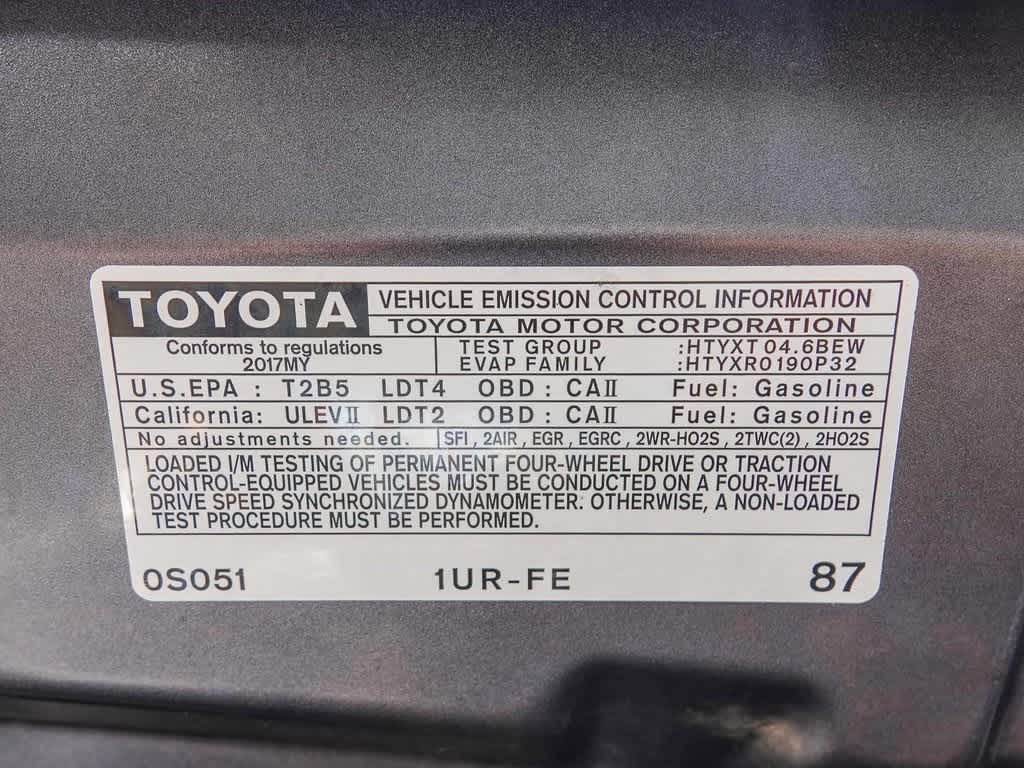 TOYOTA VEHICLE EMISSION CONTROL INFORMATION
TOYOTA MOTOR CORPORATION
Conforms to regulations TEST GROUP :HTYXT04.6BEW
2017MY EVAP FAMILY :HTYXR0190P32
U.S.EPA : T2B5 LDT4 OBD : CAII Fuel: Gasoline
California: ULEVII LDT2 OBD : CAII Fuel: Gasoline
No adjustments needed. SFI , 2AIR , EGR , EGRC , 2WR-HO2S , 2TWC(2) , 2HO2S
LOADED I/M TESTING OF PERMANENT FOUR-WHEEL DRIVE OR TRACTION
CONTROL-EQUIPPED VEHICLES MUST BE CONDUCTED ON A FOUR-WHEEL
DRIVE SPEED SYNCHRONIZED DYNAMOMETER. OTHERWISE, A NON-LOADED
TEST PROCEDURE MUST BE PERFORMED.
0S051 1UR-FE 87